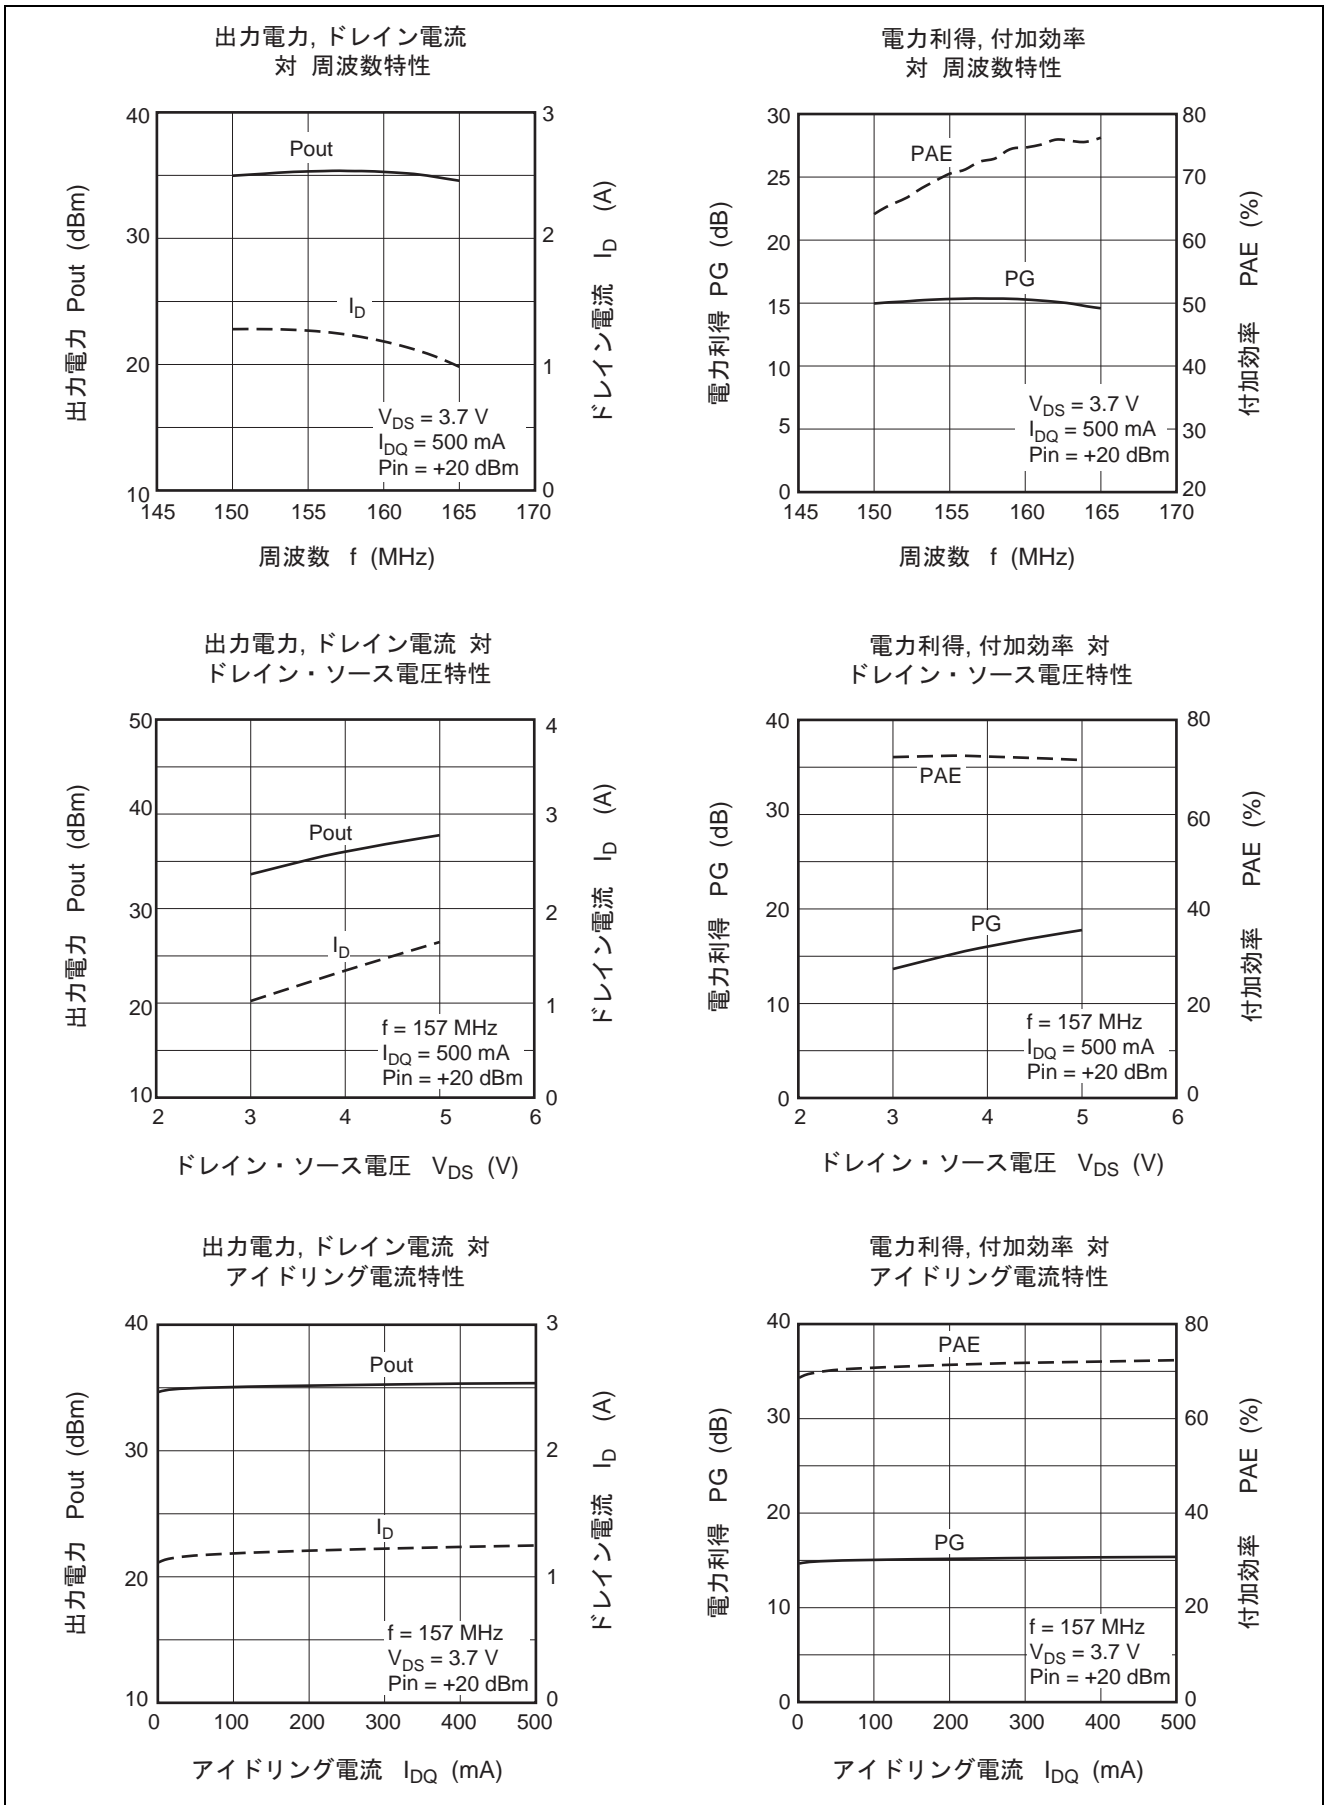 出力電力, ドレイン電流
対 周波数特性
40
30
20
10
3
2
1
0
出力電力 Pout (dBm)
ドレイン電流 ID (A)
Pout
ID
VDS = 3.7 V
IDQ = 500 mA
Pin = +20 dBm
145 150 155 160 165 170
周波数 f (MHz)
電力利得, 付加効率
対 周波数特性
30
25
20
15
10
5
0
80
70
60
50
40
30
20
電力利得 PG (dB)
付加効率 PAE (%)
PAE
PG
VDS = 3.7 V
IDQ = 500 mA
Pin = +20 dBm
145 150 155 160 165 170
周波数 f (MHz)
出力電力, ドレイン電流 対
ドレイン・ソース電圧特性
50
40
30
20
10
4
3
2
1
0
出力電力 Pout (dBm)
ドレイン電流 ID (A)
Pout
ID
f = 157 MHz
IDQ = 500 mA
Pin = +20 dBm
2 3 4 5 6
ドレイン・ソース電圧 VDS (V)
電力利得, 付加効率 対
ドレイン・ソース電圧特性
40
30
20
10
0
80
60
40
20
0
電力利得 PG (dB)
付加効率 PAE (%)
PAE
PG
f = 157 MHz
IDQ = 500 mA
Pin = +20 dBm
2 3 4 5 6
ドレイン・ソース電圧 VDS (V)
出力電力, ドレイン電流 対
アイドリング電流特性
40
30
20
10
3
2
1
0
出力電力 Pout (dBm)
ドレイン電流 ID (A)
Pout
ID
f = 157 MHz
VDS = 3.7 V
Pin = +20 dBm
0 100 200 300 400 500
アイドリング電流 IDQ (mA)
電力利得, 付加効率 対
アイドリング電流特性
40
30
20
10
0
80
60
40
20
0
電力利得 PG (dB)
付加効率 PAE (%)
PAE
PG
f = 157 MHz
VDS = 3.7 V
Pin = +20 dBm
0 100 200 300 400 500
アイドリング電流 IDQ (mA)